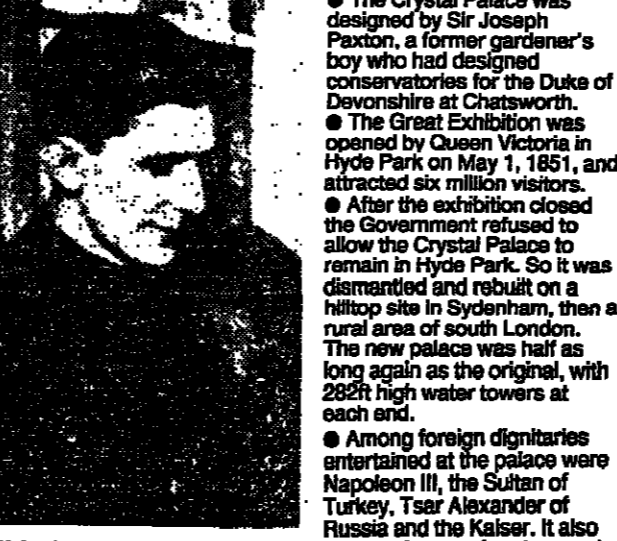 ● The Crystal Palace was
designed by Sir Joseph
Paxton, a former gardener's
boy who had designed
conservatories for the Duke of
Devonshire at Chatsworth.
● The Great Exhibition was
opened by Queen Victoria in
Hyde Park on May 1, 1851, and
attracted six million visitors.
● After the exhibition closed
the Government refused to
allow the Crystal Palace to
remain in Hyde Park. So it was
dismantled and rebuilt on a
hilltop site in Sydenham, then a
rural area of south London.
The new palace was half as
long again as the original, with
282ft high water towers at
each end.
● Among foreign dignitaries
entertained at the palace were
Napoleon III, the Sultan of
Turkey, Tsar Alexander of
Russia and the Kaiser. It also